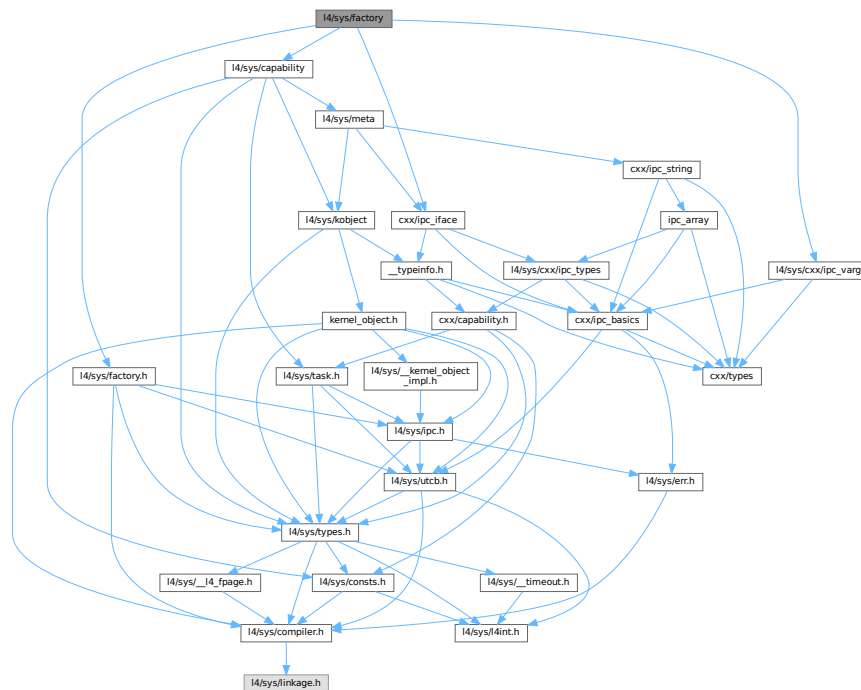 l4/sys/factory
l4/sys/capability
l4/sys/meta
cxx/ipc_string
l4/sys/kobject
cxx/ipc_iface
ipc_array
__typeinfo.h
l4/sys/cxx/ipc_types
l4/sys/cxx/ipc_varg
kernel_object.h
cxx/capability.h
cxx/ipc_basics
l4/sys/factory.h
l4/sys/task.h
l4/sys/__kernel_object
_impl.h
cxx/types
l4/sys/ipc.h
l4/sys/utcb.h
l4/sys/err.h
l4/sys/types.h
l4/sys/__l4_fpage.h
l4/sys/consts.h
l4/sys/__timeout.h
l4/sys/compiler.h
l4/sys/l4int.h
l4/sys/linkage.h